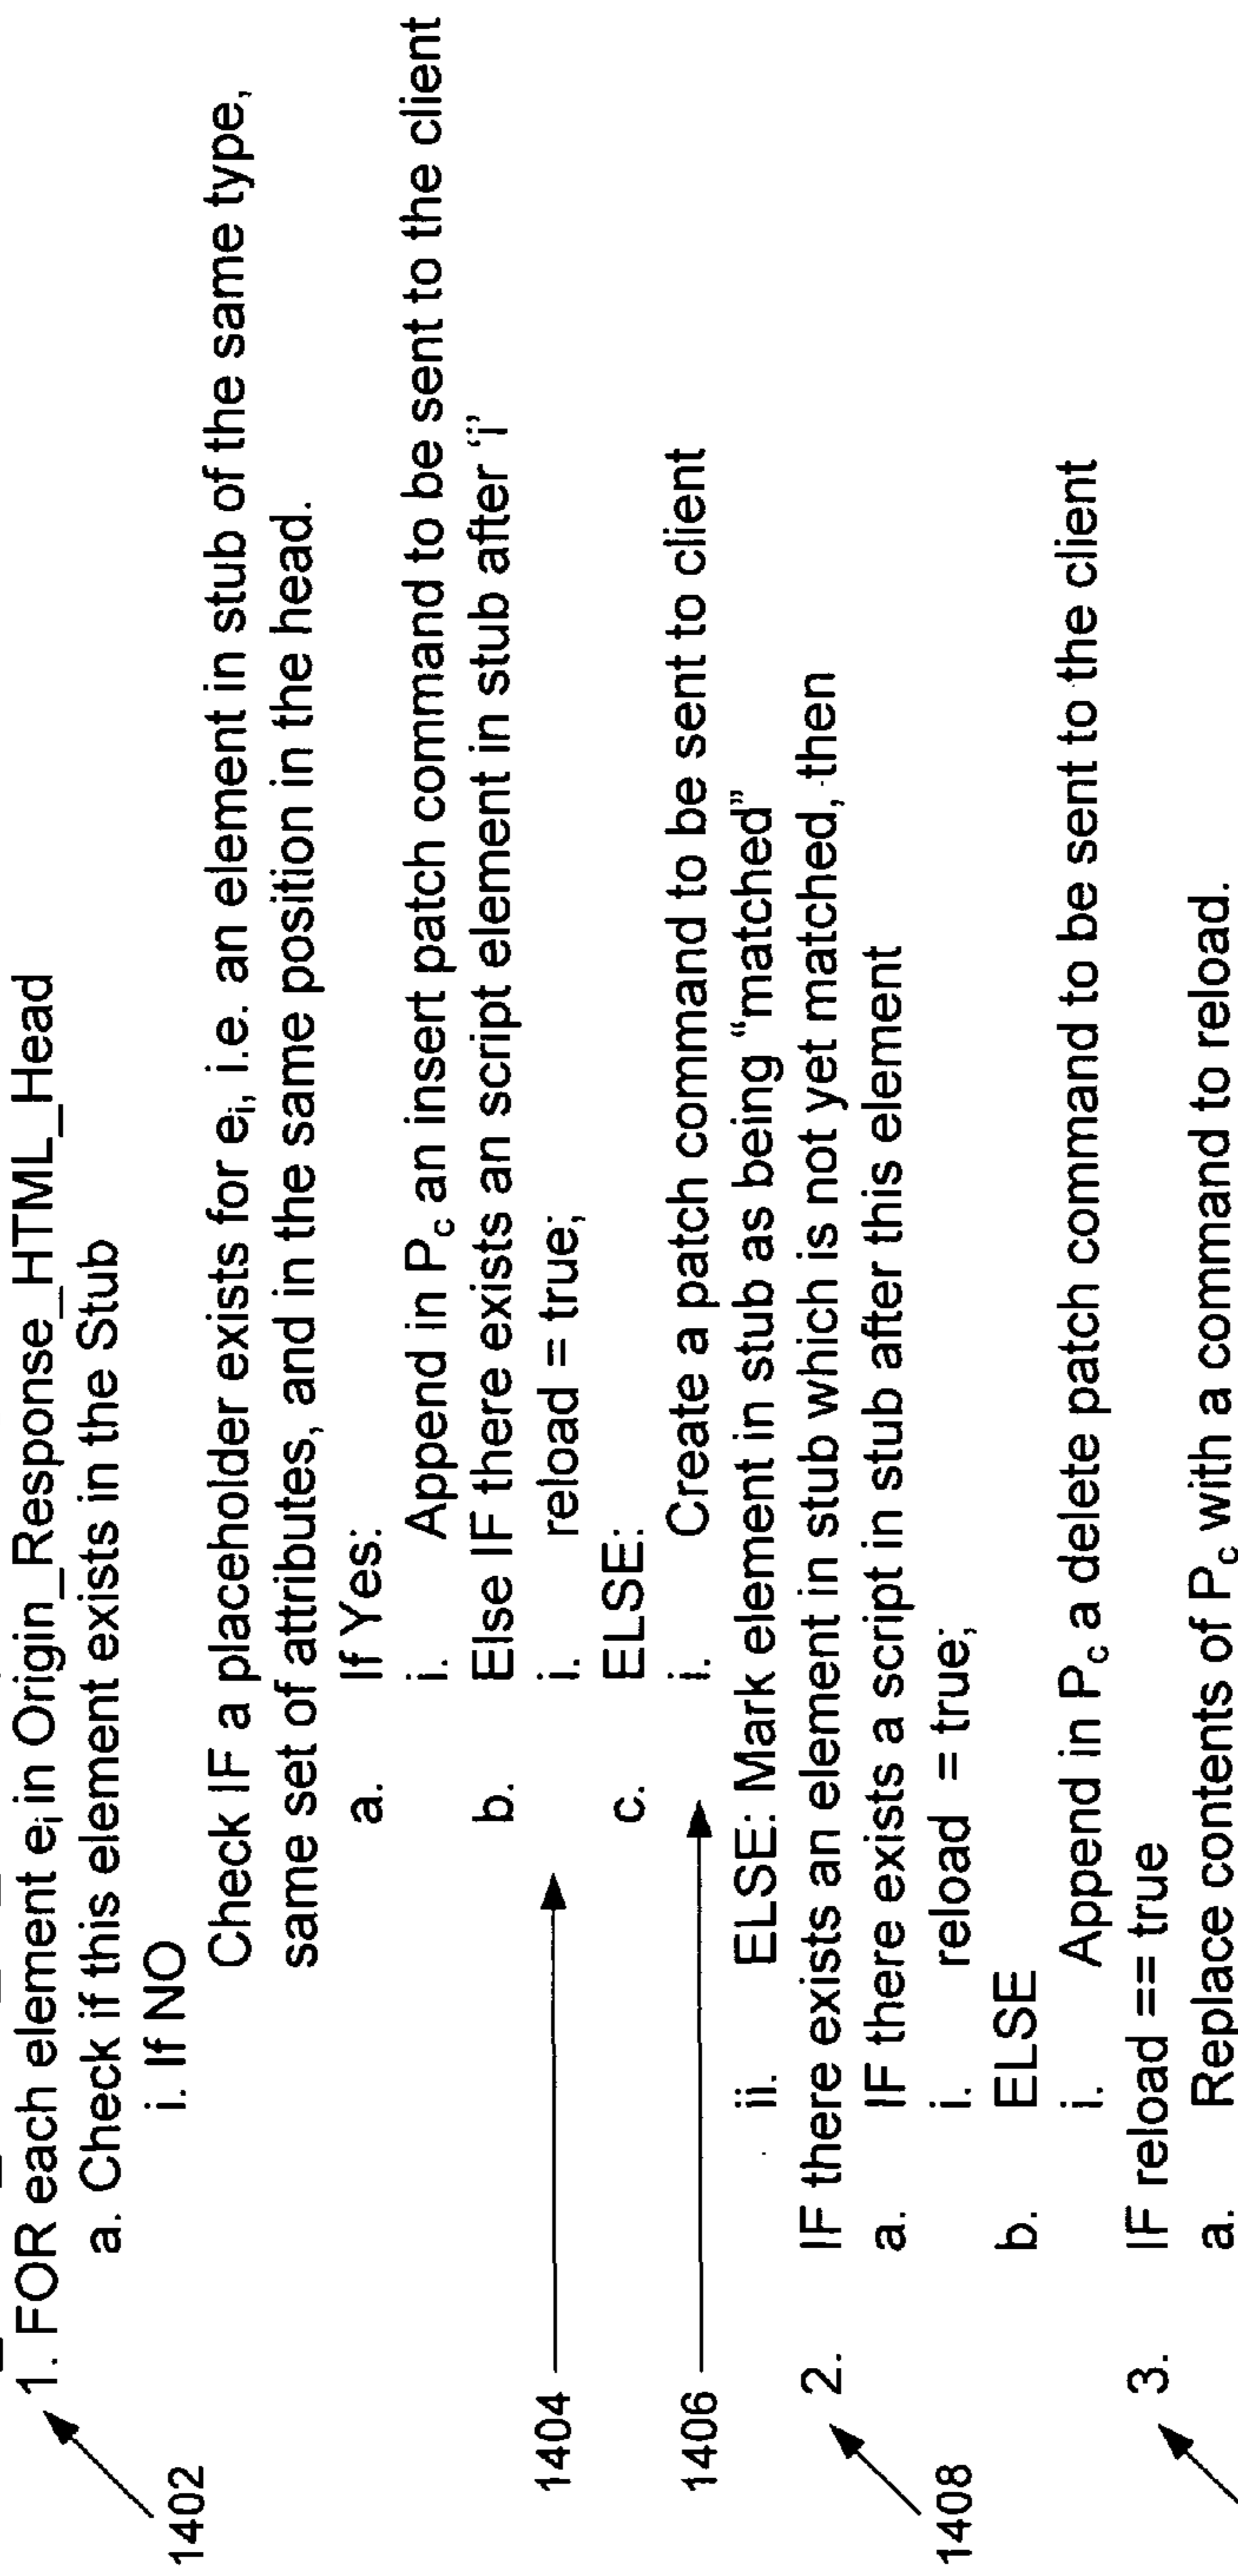 1. FOR each element ei in Origin_Response_HTML_Head
a. Check if this element exists in the Stub
i. If NO
Check IF a placeholder exists for ei, i.e. an element in stub of the same type,
same set of attributes, and in the same position in the head.
a. If Yes:
i. Append in Pc an insert patch command to be sent to the client
b. Else IF there exists an script element in stub after ‘j’
i. reload = true;
c. ELSE:
i. Create a patch command to be sent to client
ii. ELSE: Mark element in stub as being “matched”
2. IF there exists an element in stub which is not yet matched, then
a. IF there exists a script in stub after this element
i. reload = true;
b. ELSE
i. Append in Pc a delete patch command to be sent to the client
3. IF reload == true
a. Replace contents of Pc with a command to reload.
1402
1404
1406
1408